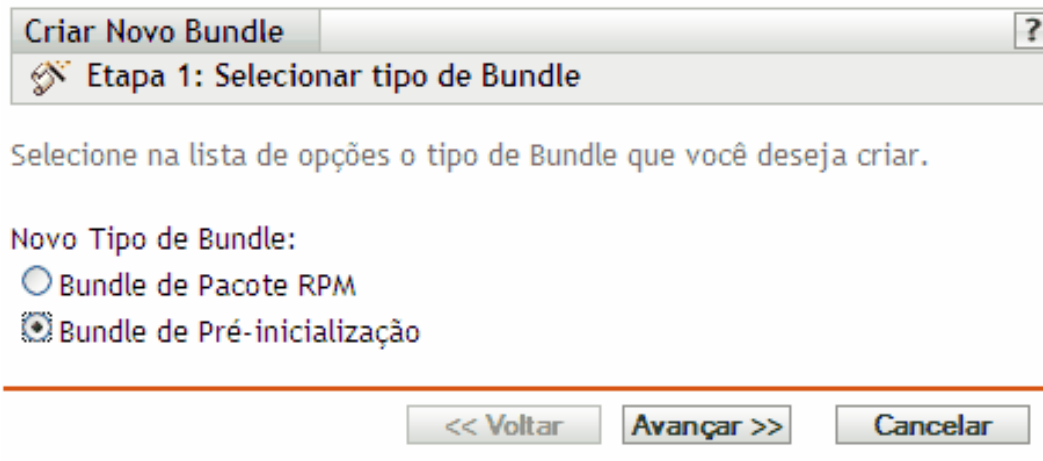 Criar Novo Bundle ?
Etapa 1: Selecionar tipo de Bundle
Selecione na lista de opções o tipo de Bundle que você deseja criar.
Novo Tipo de Bundle:
Bundle de Pacote RPM
Bundle de Pré-inicialização
<< Voltar Avançar >> Cancelar